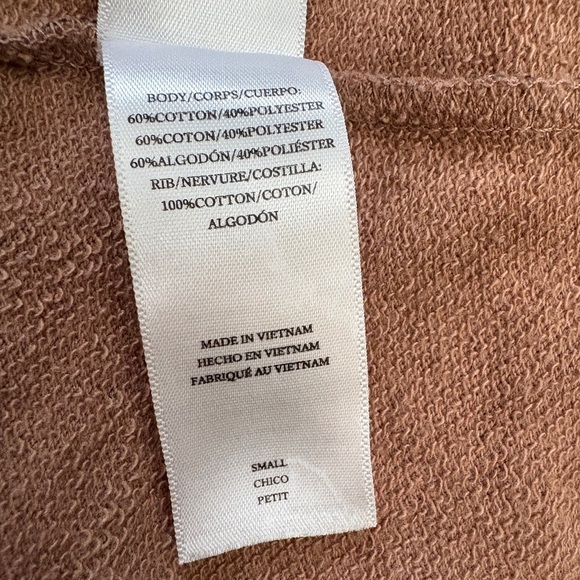 BODY/CORPS/CUERPO:
60%COTTON/40%POLYESTER
60%COTON/40%POLYESTER
60%ALGODÓN/40%POLIÉSTER
RIB/NERVURE/COSTILLA:
100%COTTON/COTON/
ALGODÓN
MADE IN VIETNAM
HECHO EN VIETNAM
FABRIQUÉ AU VIETNAM
SMALL
CHICO
PETIT